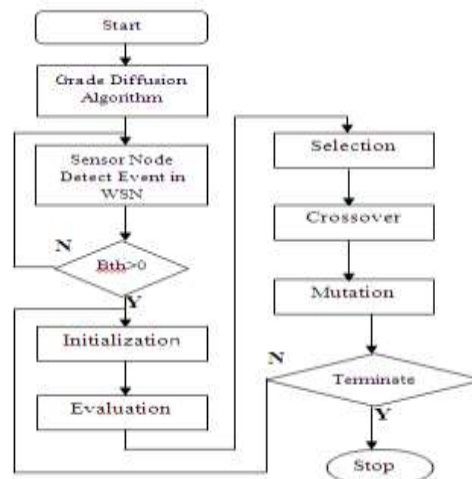 Start
Grade Diffusion
Algorithm
Sensor Node
Detect Event in
WSN
N
Bth>0
Y
Initialization
Evaluation
Selection
Crossover
Mutation
N
Terminate
Y
Stop